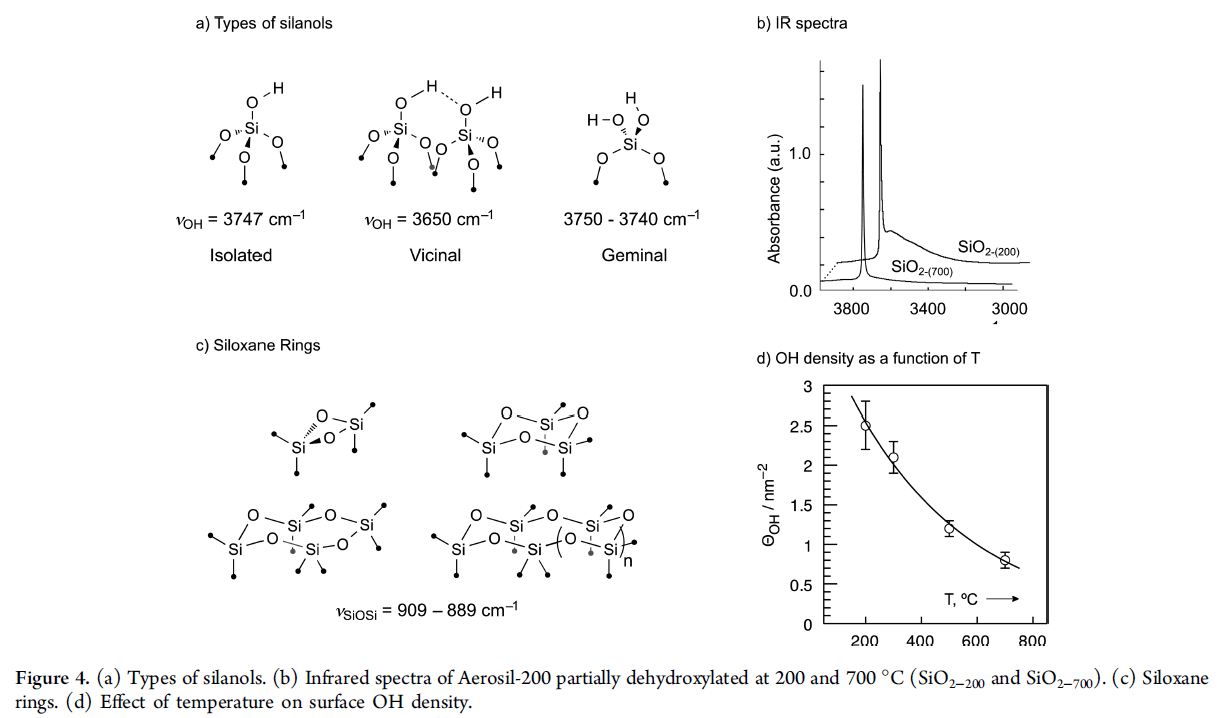 a) Types of silanols
H
O
Si
O
O
O
H
H
O
O
Si
Si
O
O
O
O
O
O
H
H–O
O
Si
O
O
νOH = 3747 cm–1
νOH = 3650 cm–1
3750 - 3740 cm–1
Isolated
Vicinal
Geminal
b) IR spectra
Absorbance (a.u.)
1.0
0.0
SiO2-(200)
SiO2-(700)
3800
3400
3000
c) Siloxane Rings
O
Si
Si
O
O
Si
O
Si
O
Si
O
Si
O
Si
Si
O
Si
O
O
Si
O
Si
O
Si
O
Si
O
Si
n
νSiOSi = 909 – 889 cm–1
d) OH density as a function of T
ΘOH / nm–2
3
2.5
2
1.5
1
0.5
0
T, ºC
200
400
600
800
Figure 4. (a) Types of silanols. (b) Infrared spectra of Aerosil-200 partially dehydroxylated at 200 and 700 °C (SiO2−200 and SiO2−700). (c) Siloxane
rings. (d) Effect of temperature on surface OH density.